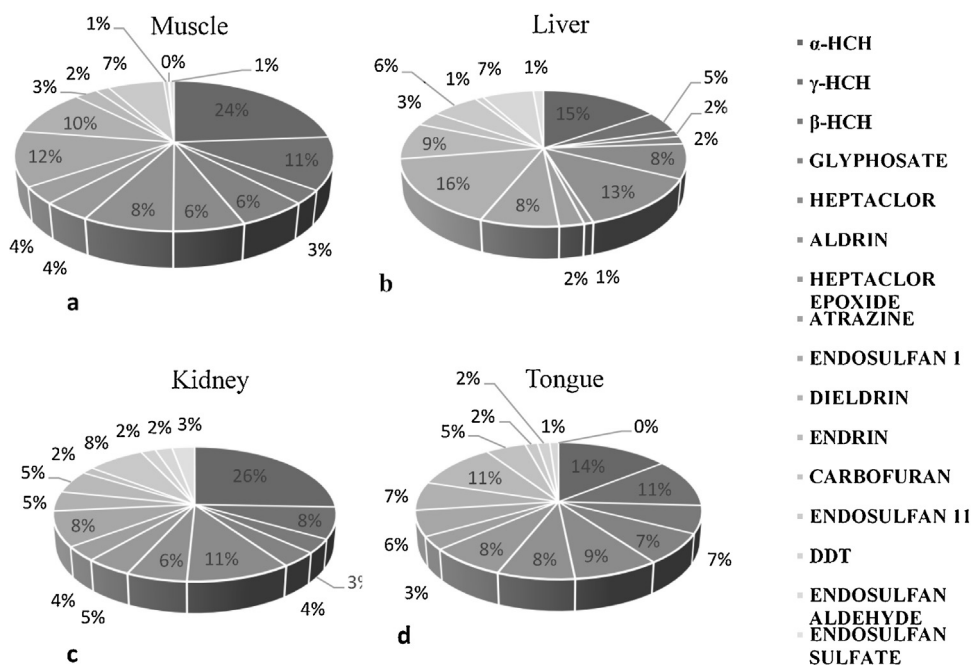 Muscle
1%
2%
7%
0%
1%
3%
24%
10%
11%
12%
8%
6%
6%
3%
4%
4%
a
Liver
6%
1%
7%
1%
5%
3%
15%
2%
2%
9%
8%
16%
13%
8%
2%
1%
b
Kidney
2%
8%
2%
2%
3%
5%
26%
5%
8%
8%
6%
11%
3%
4%
5%
4%
c
Tongue
2%
2%
1%
0%
5%
14%
11%
11%
7%
7%
6%
8%
8%
9%
7%
3%
d
α-HCH
γ-HCH
β-HCH
GLYPHOSATE
HEPTACLOR
ALDRIN
HEPTACLOR
EPOXIDE
ATRAZINE
ENDOSULFAN 1
DIELDRIN
ENDRIN
CARBOFURAN
ENDOSULFAN 11
DDT
ENDOSULFAN
ALDEHYDE
ENDOSULFAN
SULFATE